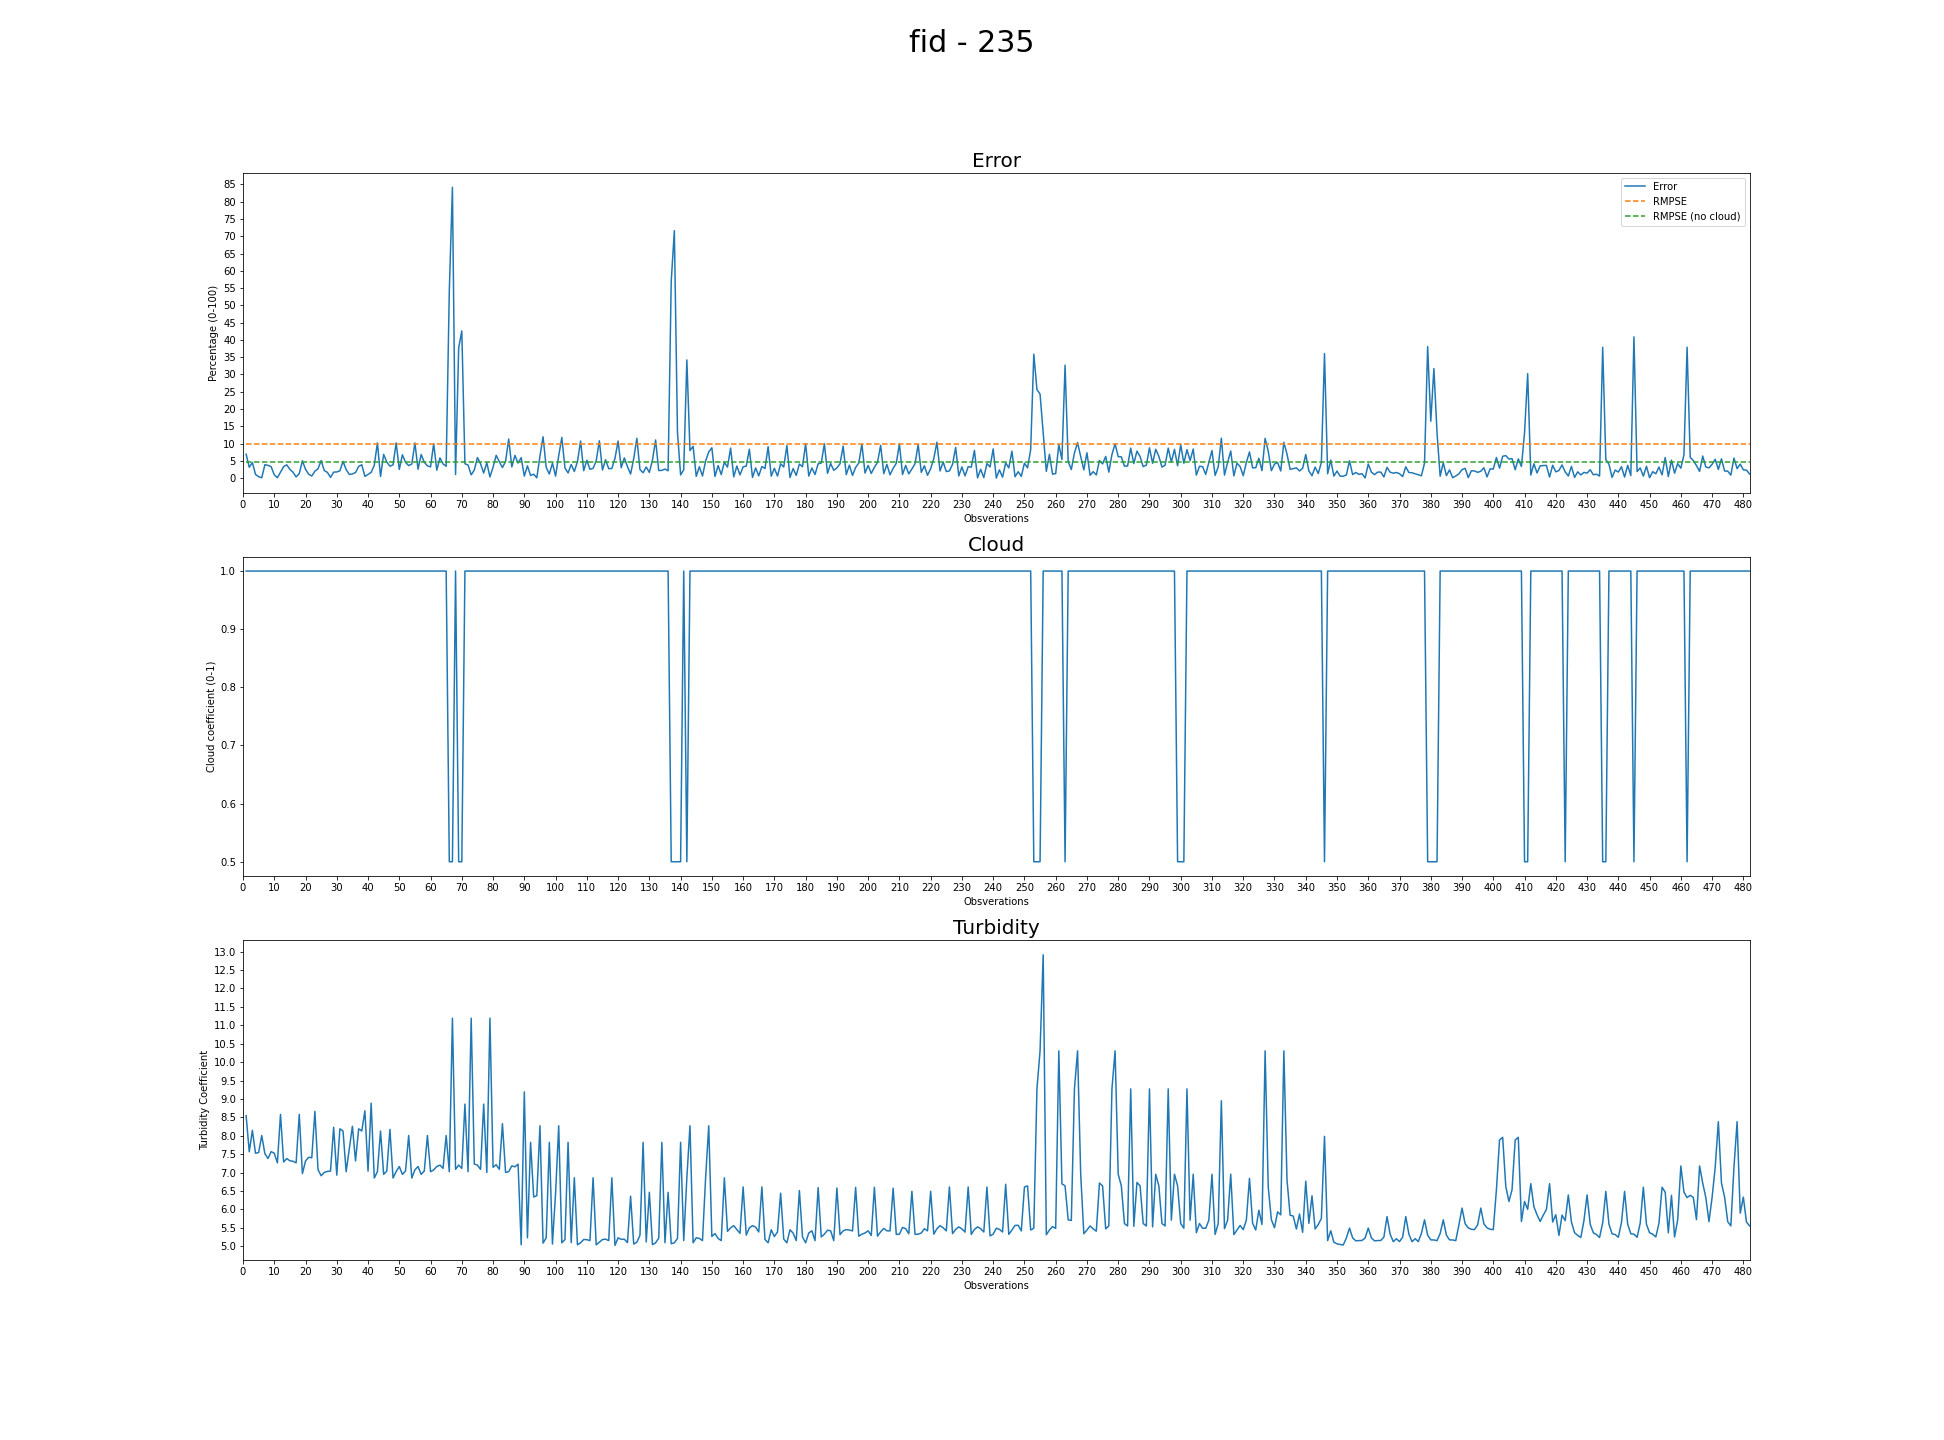 fid - 235
Error
85
80
75
70
65
60
55
50
45
40
35
30
25
20
15
10
5
0
Percentage (0-100)
Error
RMPSE
RMPSE (no cloud)
0 10 20 30 40 50 60 70 80 90 100 110 120 130 140 150 160 170 180 190 200 210 220 230 240 250 260 270 280 290 300 310 320 330 340 350 360 370 380 390 400 410 420 430 440 450 460 470 480
Obsverations
Cloud
1.0
0.9
0.8
0.7
0.6
0.5
Cloud coefficient (0-1)
0 10 20 30 40 50 60 70 80 90 100 110 120 130 140 150 160 170 180 190 200 210 220 230 240 250 260 270 280 290 300 310 320 330 340 350 360 370 380 390 400 410 420 430 440 450 460 470 480
Obsverations
Turbidity
13.0
12.5
12.0
11.5
11.0
10.5
10.0
9.5
9.0
8.5
8.0
7.5
7.0
6.5
6.0
5.5
5.0
Turbidity Coefficient
0 10 20 30 40 50 60 70 80 90 100 110 120 130 140 150 160 170 180 190 200 210 220 230 240 250 260 270 280 290 300 310 320 330 340 350 360 370 380 390 400 410 420 430 440 450 460 470 480
Obsverations